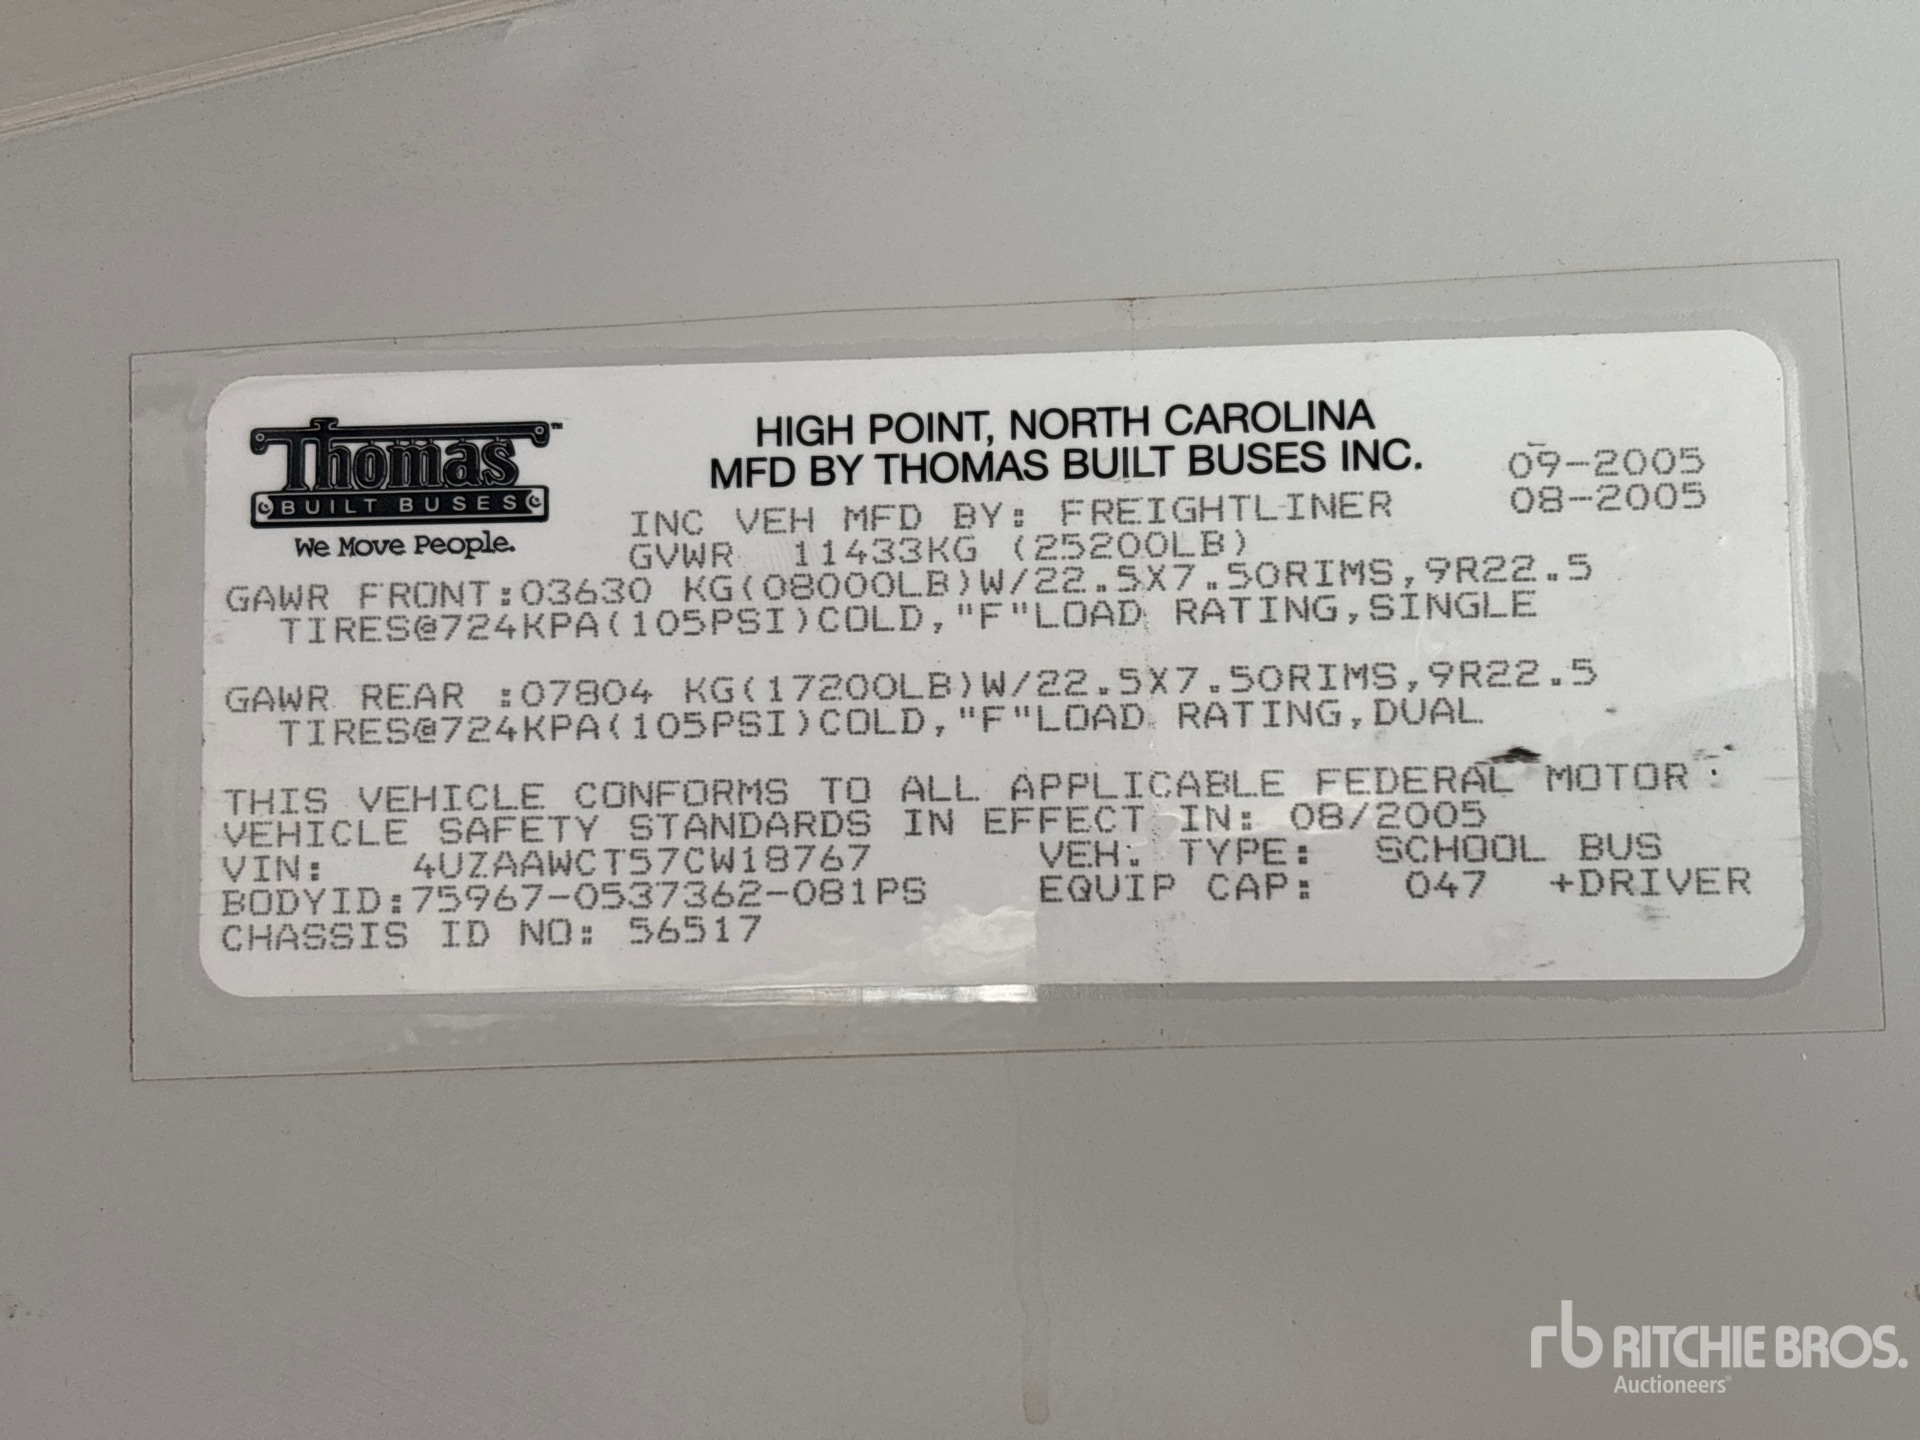 Thomas™
BUILT BUSES
We Move People.
HIGH POINT, NORTH CAROLINA
MFD BY THOMAS BUILT BUSES INC. 09-2005
INC VEH MFD BY: FREIGHTLINER 08-2005
GVWR 11433KG (25200LB)
GAWR FRONT:03630 KG(08000LB)W/22.5X7.50RIMS,9R22.5
TIRES@724KPA(105PSI)COLD,"F"LOAD RATING,SINGLE
GAWR REAR :07804 KG(17200LB)W/22.5X7.50RIMS,9R22.5
TIRES@724KPA(105PSI)COLD,"F"LOAD RATING,DUAL
THIS VEHICLE CONFORMS TO ALL APPLICABLE FEDERAL MOTOR
VEHICLE SAFETY STANDARDS IN EFFECT IN: 08/2005
VIN: 4UZAAWCT57CW18767 VEH. TYPE: SCHOOL BUS
BODYID:75967-0537362-081PS EQUIP CAP: 047 +DRIVER
CHASSIS ID NO: 56517
rb RITCHIE BROS.
Auctioneers®